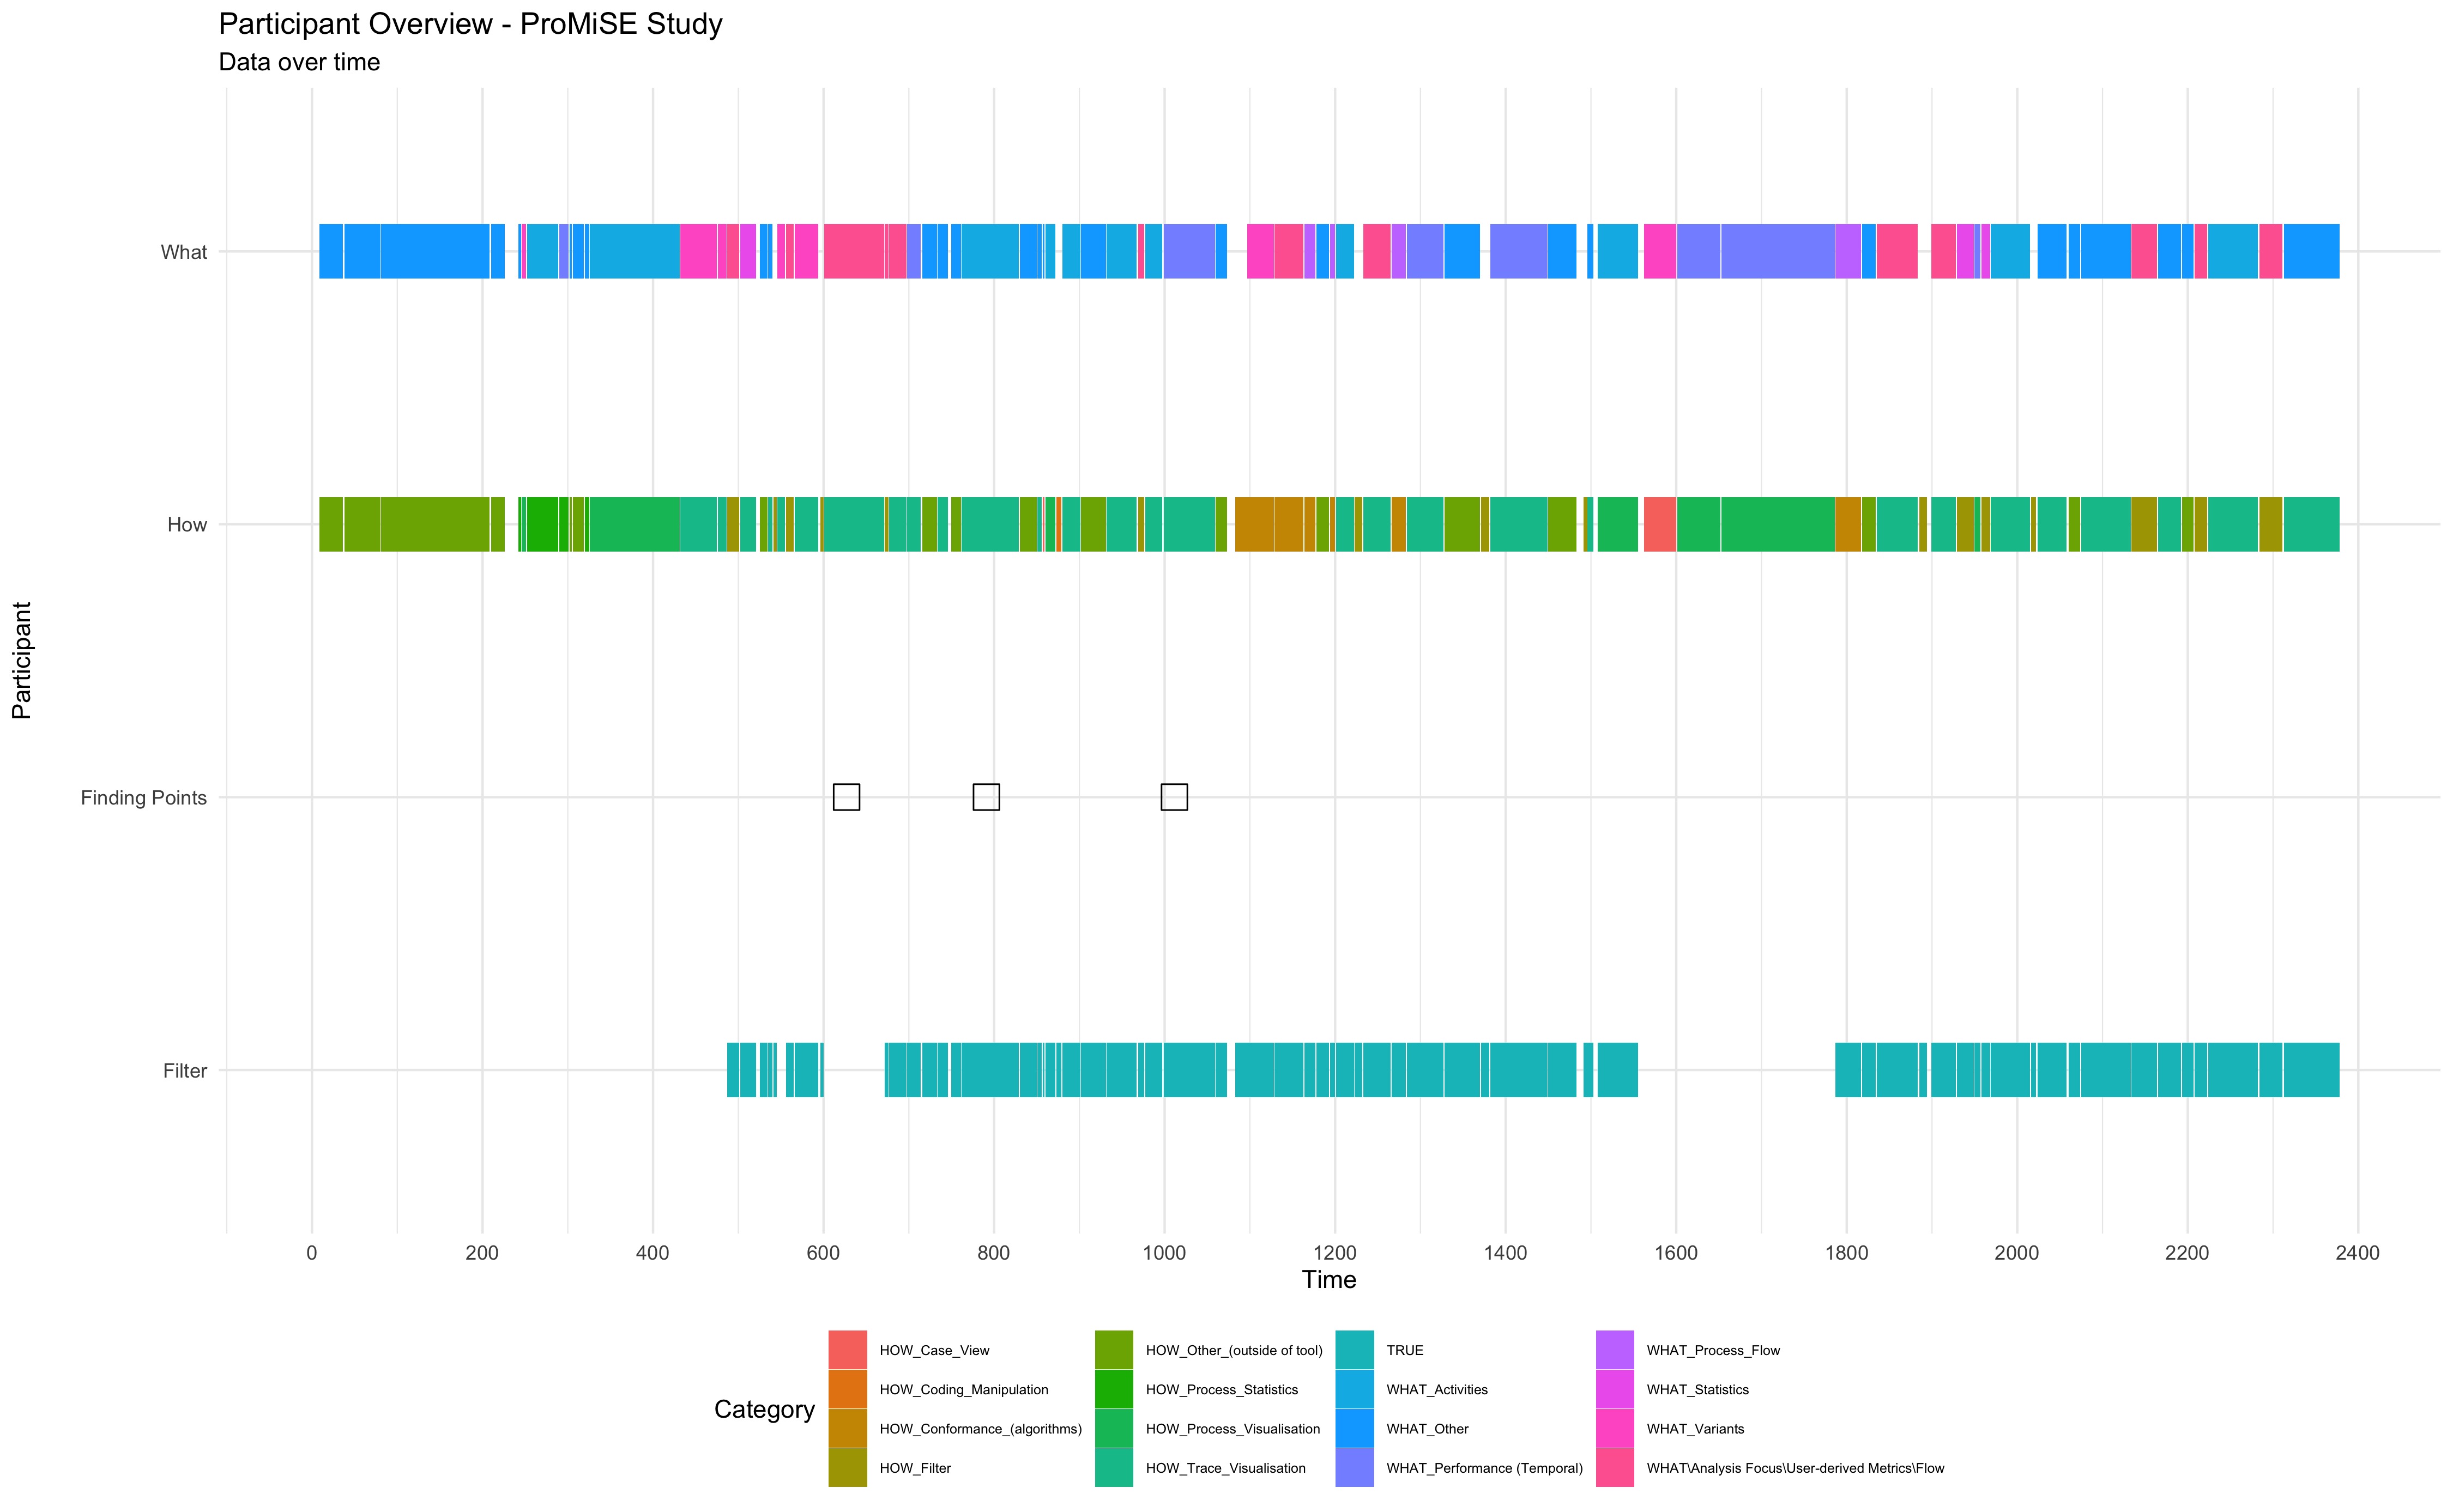 Participant Overview - ProMiSE Study
Data over time
What
How
Finding Points
Filter
Participant
0 200 400 600 800 1000 1200 1400 1600 1800 2000 2200 2400
Time
Category
HOW_Case_View
HOW_Coding_Manipulation
HOW_Conformance_(algorithms)
HOW_Filter
HOW_Other_(outside of tool)
HOW_Process_Statistics
HOW_Process_Visualisation
HOW_Trace_Visualisation
TRUE
WHAT_Activities
WHAT_Other
WHAT_Performance (Temporal)
WHAT_Process_Flow
WHAT_Statistics
WHAT_Variants
WHAT\Analysis Focus\User-derived Metrics\Flow